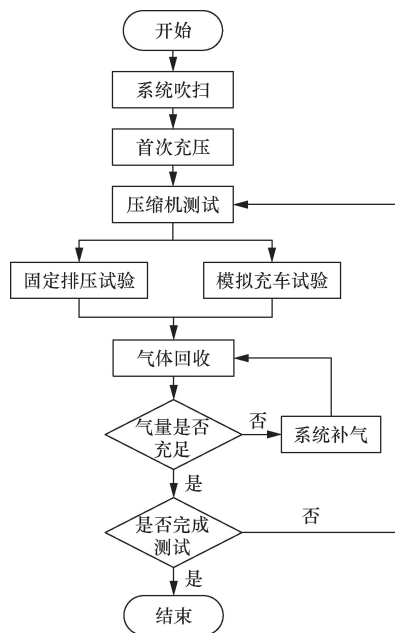 开始
系统吹扫
首次充压
压缩机测试
固定排压试验
模拟充车试验
气体回收
气量是否
充足
否
系统补气
是
是否完成
测试
否
是
结束